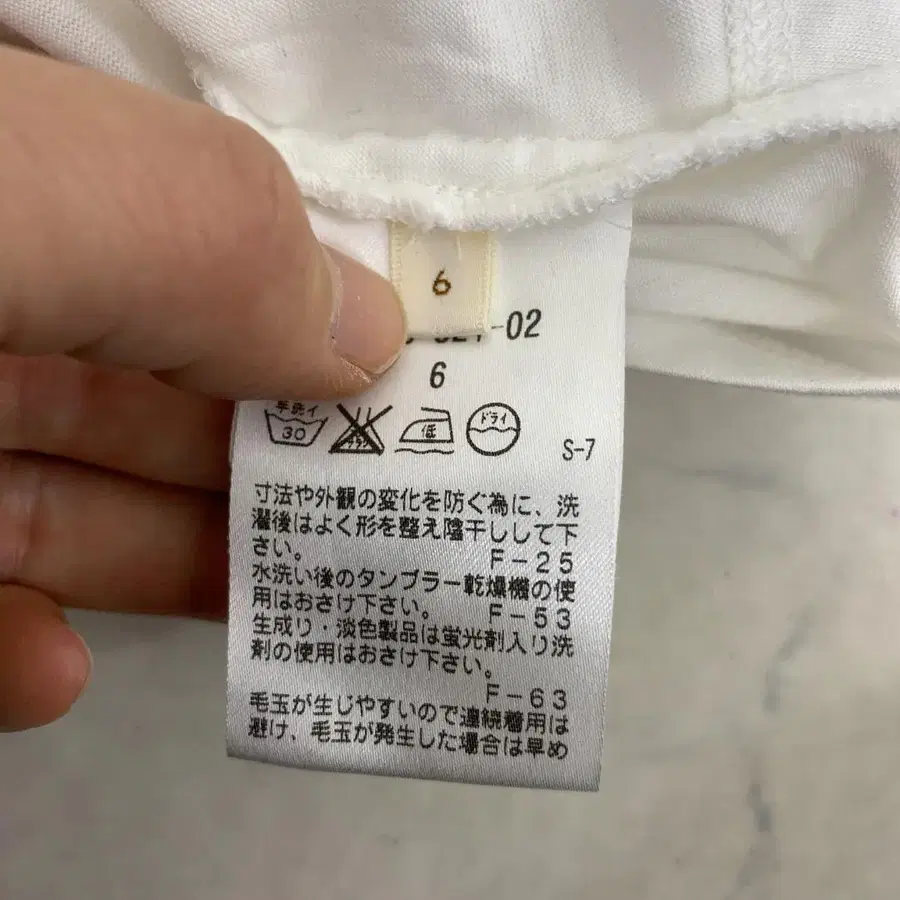 6
-02
6
手洗イ
30
低
ドライ
S-7
寸法や外観の変化を防ぐ為に、洗
濯後はよく形を整え陰干しして下
さい。 F-25
水洗い後のタンブラー乾燥機の使
用はおさけ下さい。 F-53
生成り・淡色製品は蛍光剤入り洗
剤の使用はおさけ下さい。
F-63
毛玉が生じやすいので連続着用は
避け、毛玉が発生した場合は早め